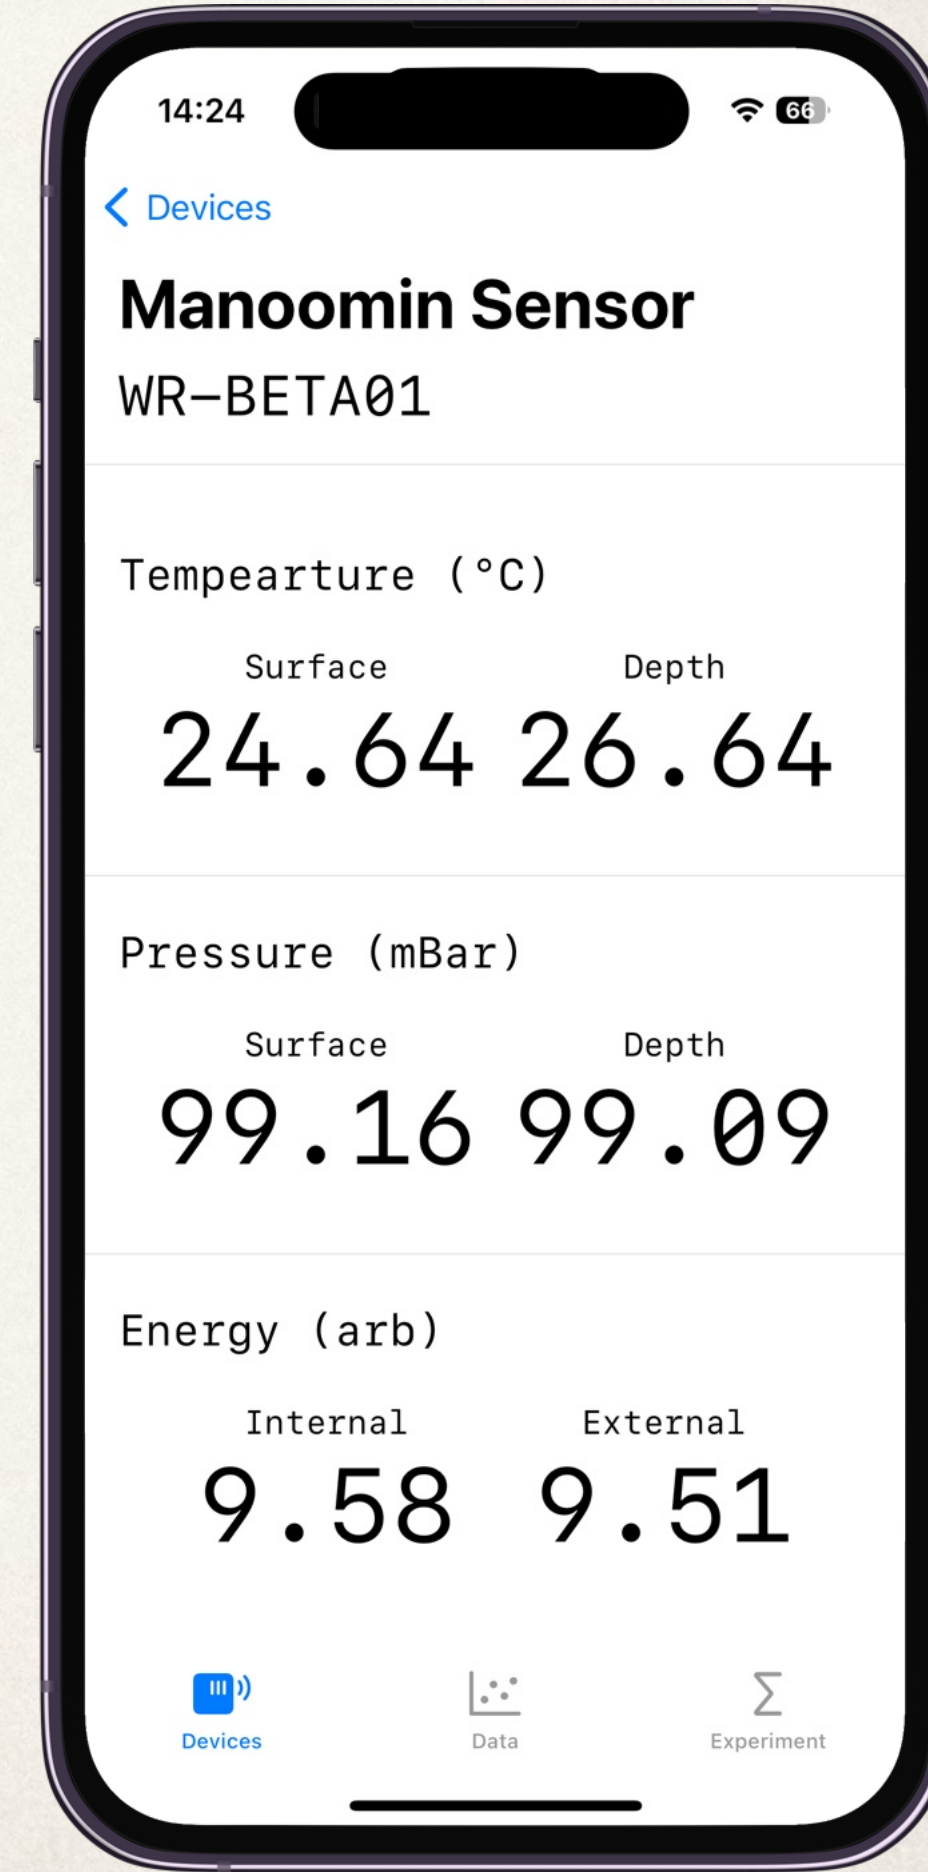 14:24
66
Devices
Manoomin Sensor
WR-BETA01
Tempearture (°C)
Surface Depth
24.64 26.64
Pressure (mBar)
Surface Depth
99.16 99.09
Energy (arb)
Internal External
9.58 9.51
Devices Data Experiment